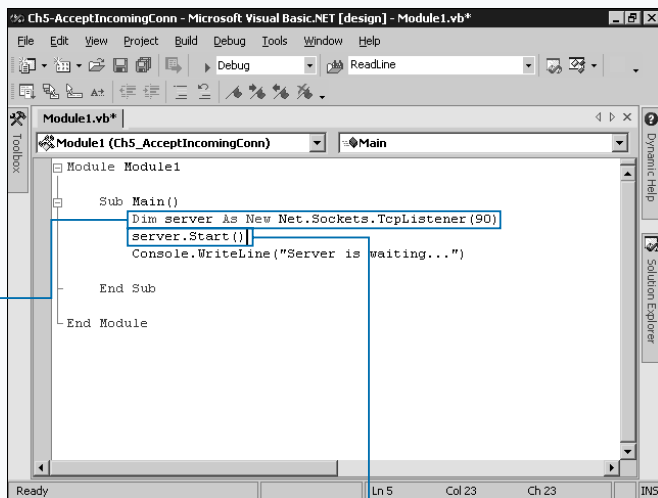 Ch5-AcceptIncomingConn - Microsoft Visual Basic.NET [design] - Module1.vb*
File Edit View Project Build Debug Tools Window Help
Debug ReadLine
Module1.vb*
Module1 (Ch5_AcceptIncomingConn) Main
Toolbox
Dynamic Help
Solution Explorer
Module Module1
Sub Main()
Dim server As New Net.Sockets.TcpListener(90)
server.Start()
Console.WriteLine("Server is waiting...")
End Sub
End Module
Ready Ln 5 Col 23 Ch 23 INS